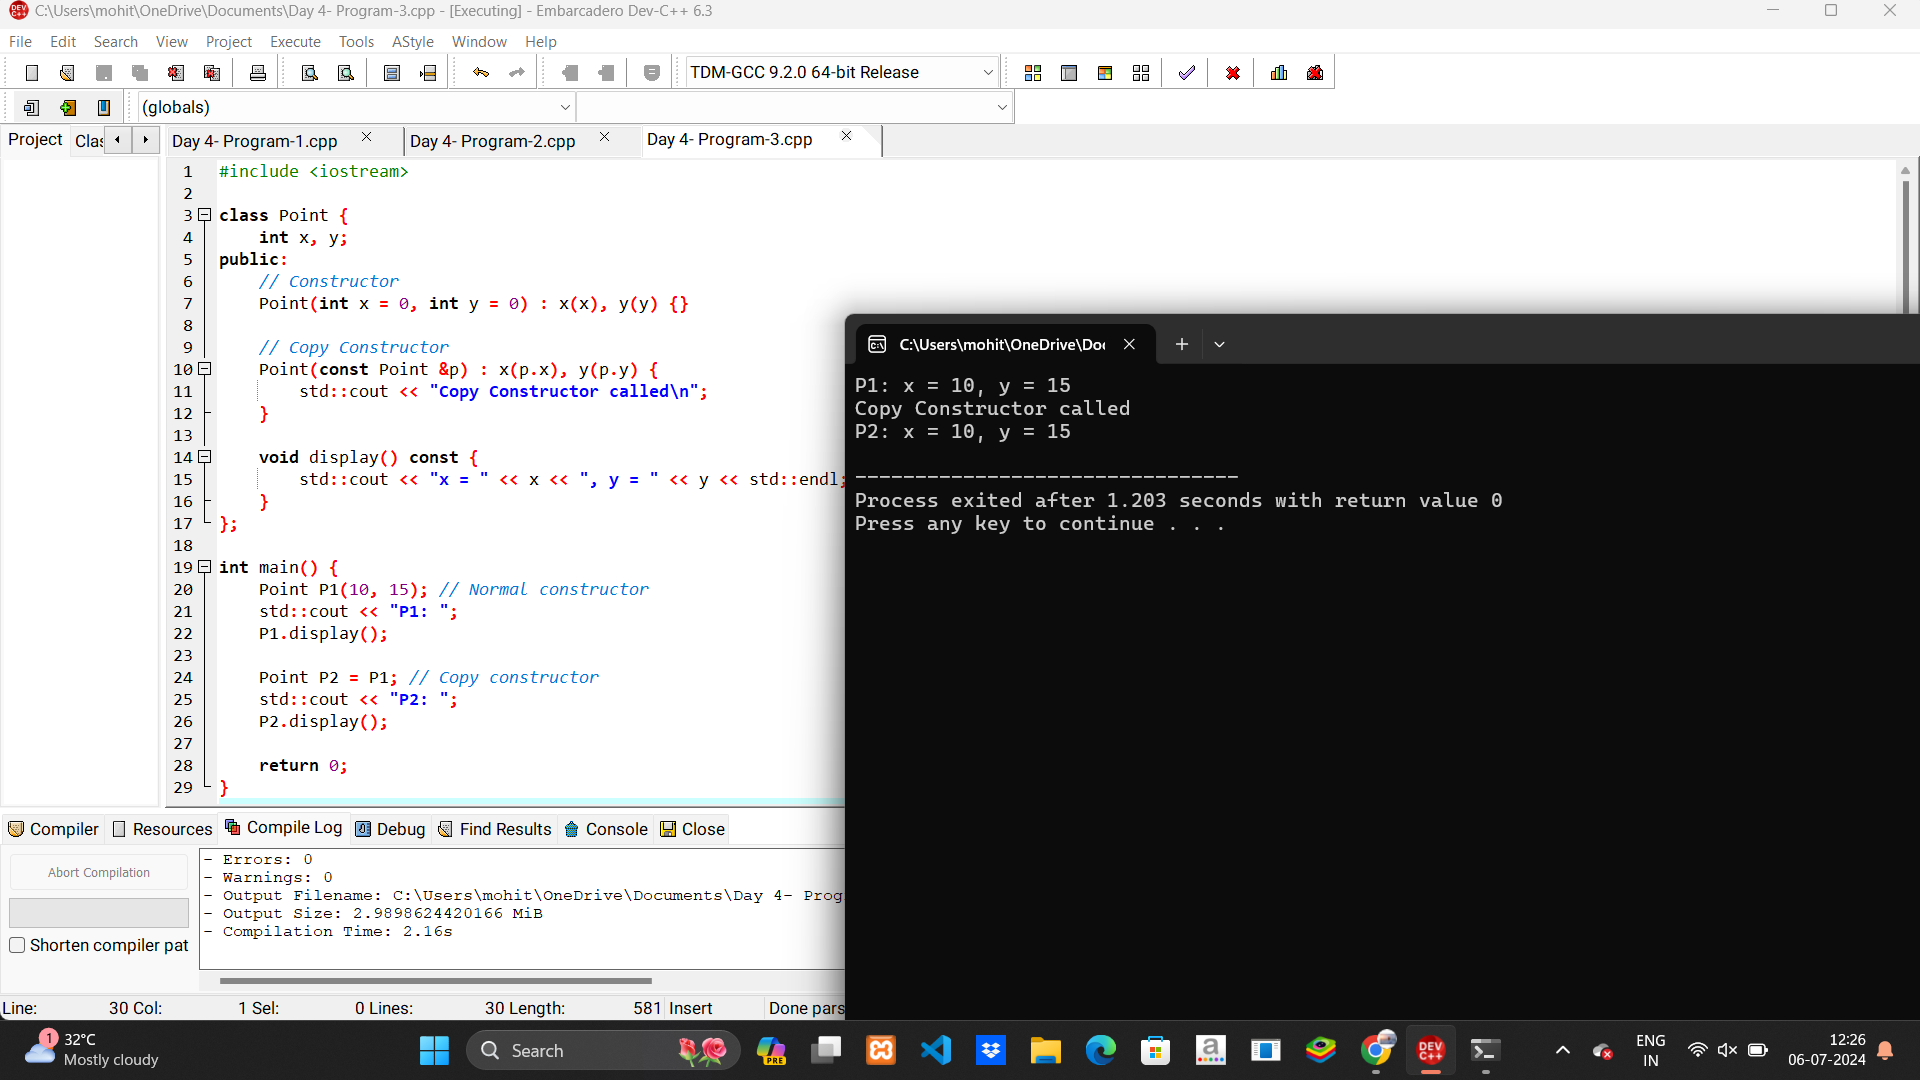 C:\Users\mohit\OneDrive\Documents\Day 4- Program-3.cpp - [Executing] - Embarcadero Dev-C++ 6.3
File Edit Search View Project Execute Tools AStyle Window Help
TDM-GCC 9.2.0 64-bit Release
(globals)
Project Clas Day 4- Program-1.cpp Day 4- Program-2.cpp Day 4- Program-3.cpp
1 #include <iostream>
2
3 class Point {
4 int x, y;
5 public:
6 // Constructor
7 Point(int x = 0, int y = 0) : x(x), y(y) {}
8
9 // Copy Constructor
10 Point(const Point &p) : x(p.x), y(p.y) {
11 std::cout << "Copy Constructor called\n";
12 }
13
14 void display() const {
15 std::cout << "x = " << x << ", y = " << y << std::endl;
16 }
17 };
18
19 int main() {
20 Point P1(10, 15); // Normal constructor
21 std::cout << "P1: ";
22 P1.display();
23
24 Point P2 = P1; // Copy constructor
25 std::cout << "P2: ";
26 P2.display();
27
28 return 0;
29 }
C:\Users\mohit\OneDrive\Doc
P1: x = 10, y = 15
Copy Constructor called
P2: x = 10, y = 15
--------------------------------
Process exited after 1.203 seconds with return value 0
Press any key to continue . . .
Compiler Resources Compile Log Debug Find Results Console Close
Abort Compilation
Shorten compiler pat
- Errors: 0
- Warnings: 0
- Output Filename: C:\Users\mohit\OneDrive\Documents\Day 4- Prog
- Output Size: 2.9898624420166 MiB
- Compilation Time: 2.16s
Line: 30 Col: 1 Sel: 0 Lines: 30 Length: 581 Insert Done pars
1
32°C
Mostly cloudy
Search
PRE
DEV C++
ENG
IN
12:26
06-07-2024